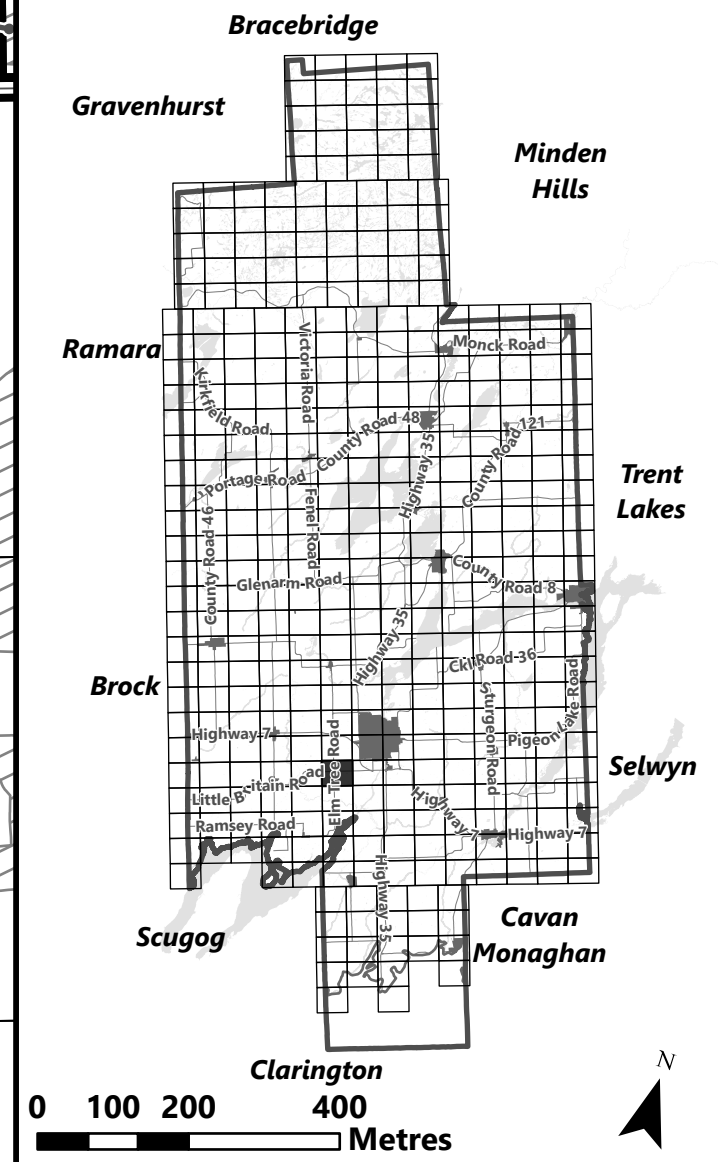 Bracebridge
Gravenhurst
Minden
Hills
Ramara
Monck Road
Victoria Road
Kirkfield Road
County Road 48
County Road 121
Highway 35
Trent
Lakes
Portage Road
Fenel Road
County Road 46
Glenarm Road
County Road 8
Highway 35
Ckl Road 36
Brock
Sturgeon Road
Pigeon Lake Road
Highway 7
Elm Tree Road
Selwyn
Little Britain Road
Ramsey Road
Highway 7
Highway 7
Highway 35
Scugog
Cavan
Monaghan
Clarington
N
0 100 200 400
Metres